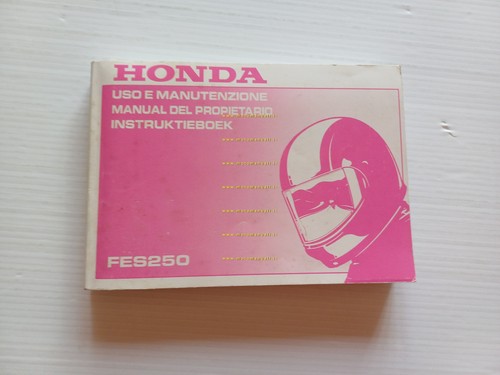 HONDA
USO E MANUTENZIONE
MANUAL DEL PROPIETARIO
INSTRUKTIEBOEK
FES250